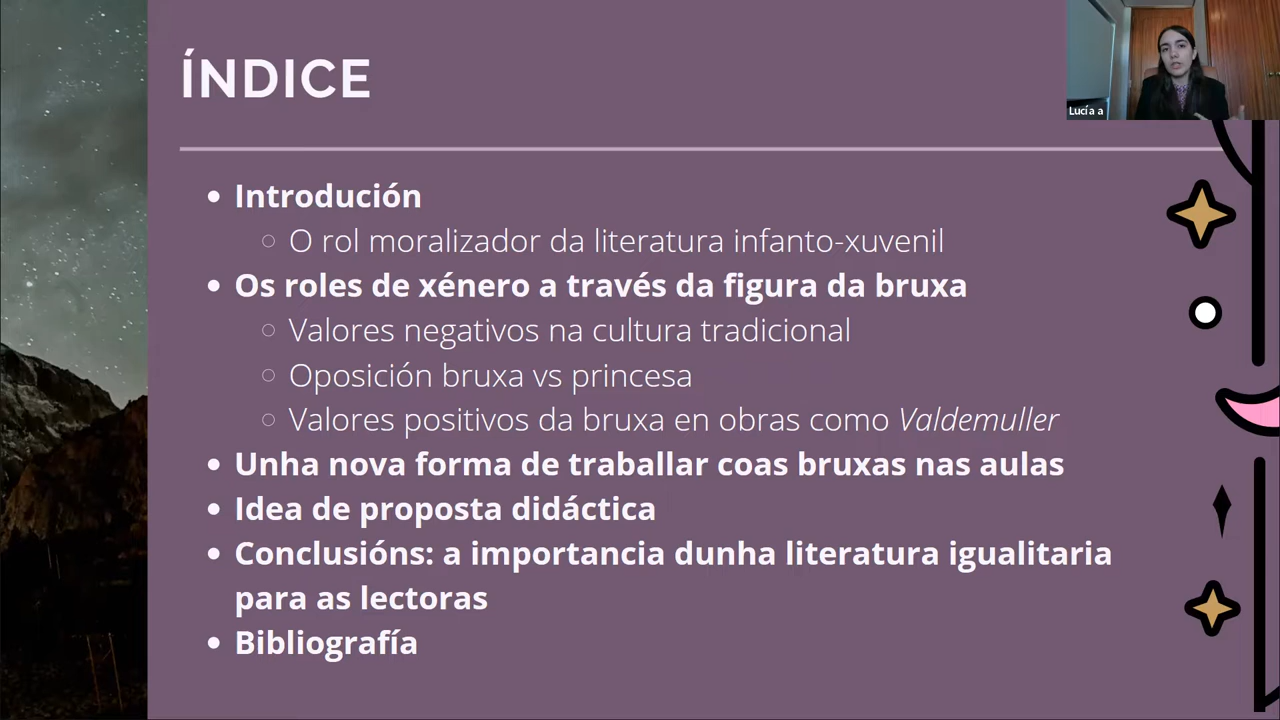 ÍNDICE
Lucía a
Introdución
O rol moralizador da literatura infanto-xuvenil
Os roles de xénero a través da figura da bruxa
Valores negativos na cultura tradicional
Oposición bruxa vs princesa
Valores positivos da bruxa en obras como Valdemuller
Unha nova forma de traballar coas bruxas nas aulas
Idea de proposta didáctica
Conclusións: a importancia dunha literatura igualitaria
para as lectoras
Bibliografía